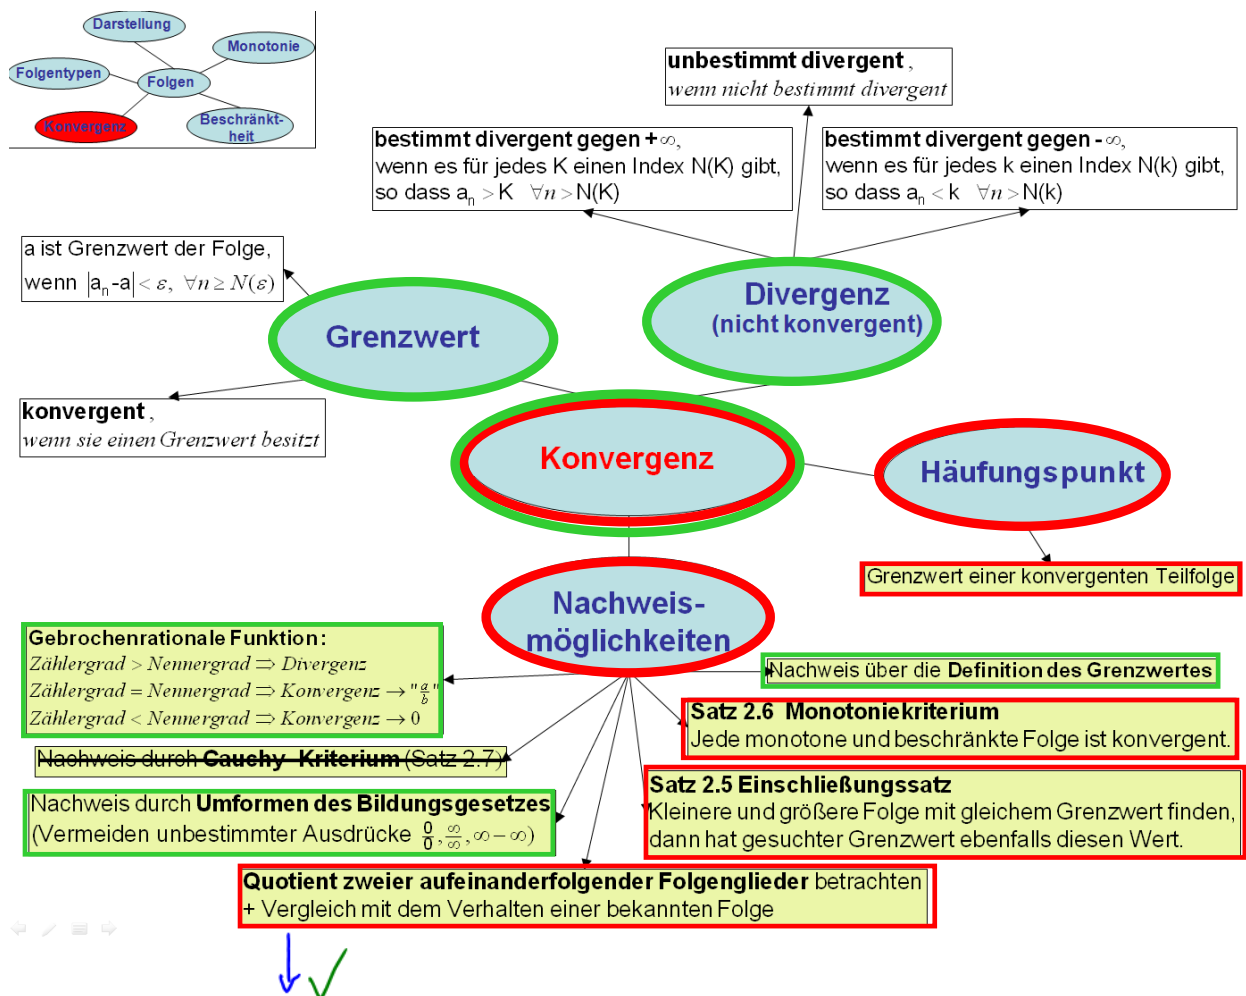 Darstellung
Monotonie
Folgentypen
Folgen
Konvergenz
Beschränkt-
heit
unbestimmt divergent ,
wenn nicht bestimmt divergent
bestimmt divergent gegen +∞,
wenn es für jedes K einen Index N(K) gibt,
so dass aₙ > K ∀n > N(K)
bestimmt divergent gegen -∞,
wenn es für jedes k einen Index N(k) gibt,
so dass aₙ < k ∀n > N(k)
a ist Grenzwert der Folge,
wenn |aₙ-a| < ε, ∀n ≥ N(ε)
Grenzwert
Divergenz
(nicht konvergent)
konvergent ,
wenn sie einen Grenzwert besitzt
Konvergenz
Häufungspunkt
Grenzwert einer konvergenten Teilfolge
Nachweis-
möglichkeiten
Gebrochenrationale Funktion:
Zählergrad > Nennergrad ⇒ Divergenz
Zählergrad = Nennergrad ⇒ Konvergenz → "a/b"
Zählergrad < Nennergrad ⇒ Konvergenz → 0
Nachweis über die Definition des Grenzwertes
Satz 2.6 Monotoniekriterium
Jede monotone und beschränkte Folge ist konvergent.
Nachweis durch Cauchy-Kriterium (Satz 2.7)
Satz 2.5 Einschließungssatz
Kleinere und größere Folge mit gleichem Grenzwert finden,
dann hat gesuchter Grenzwert ebenfalls diesen Wert.
Nachweis durch Umformen des Bildungsgesetzes
(Vermeiden unbestimmter Ausdrücke 0/0, ∞/∞, ∞-∞)
Quotient zweier aufeinanderfolgender Folgenglieder betrachten
+ Vergleich mit dem Verhalten einer bekannten Folge